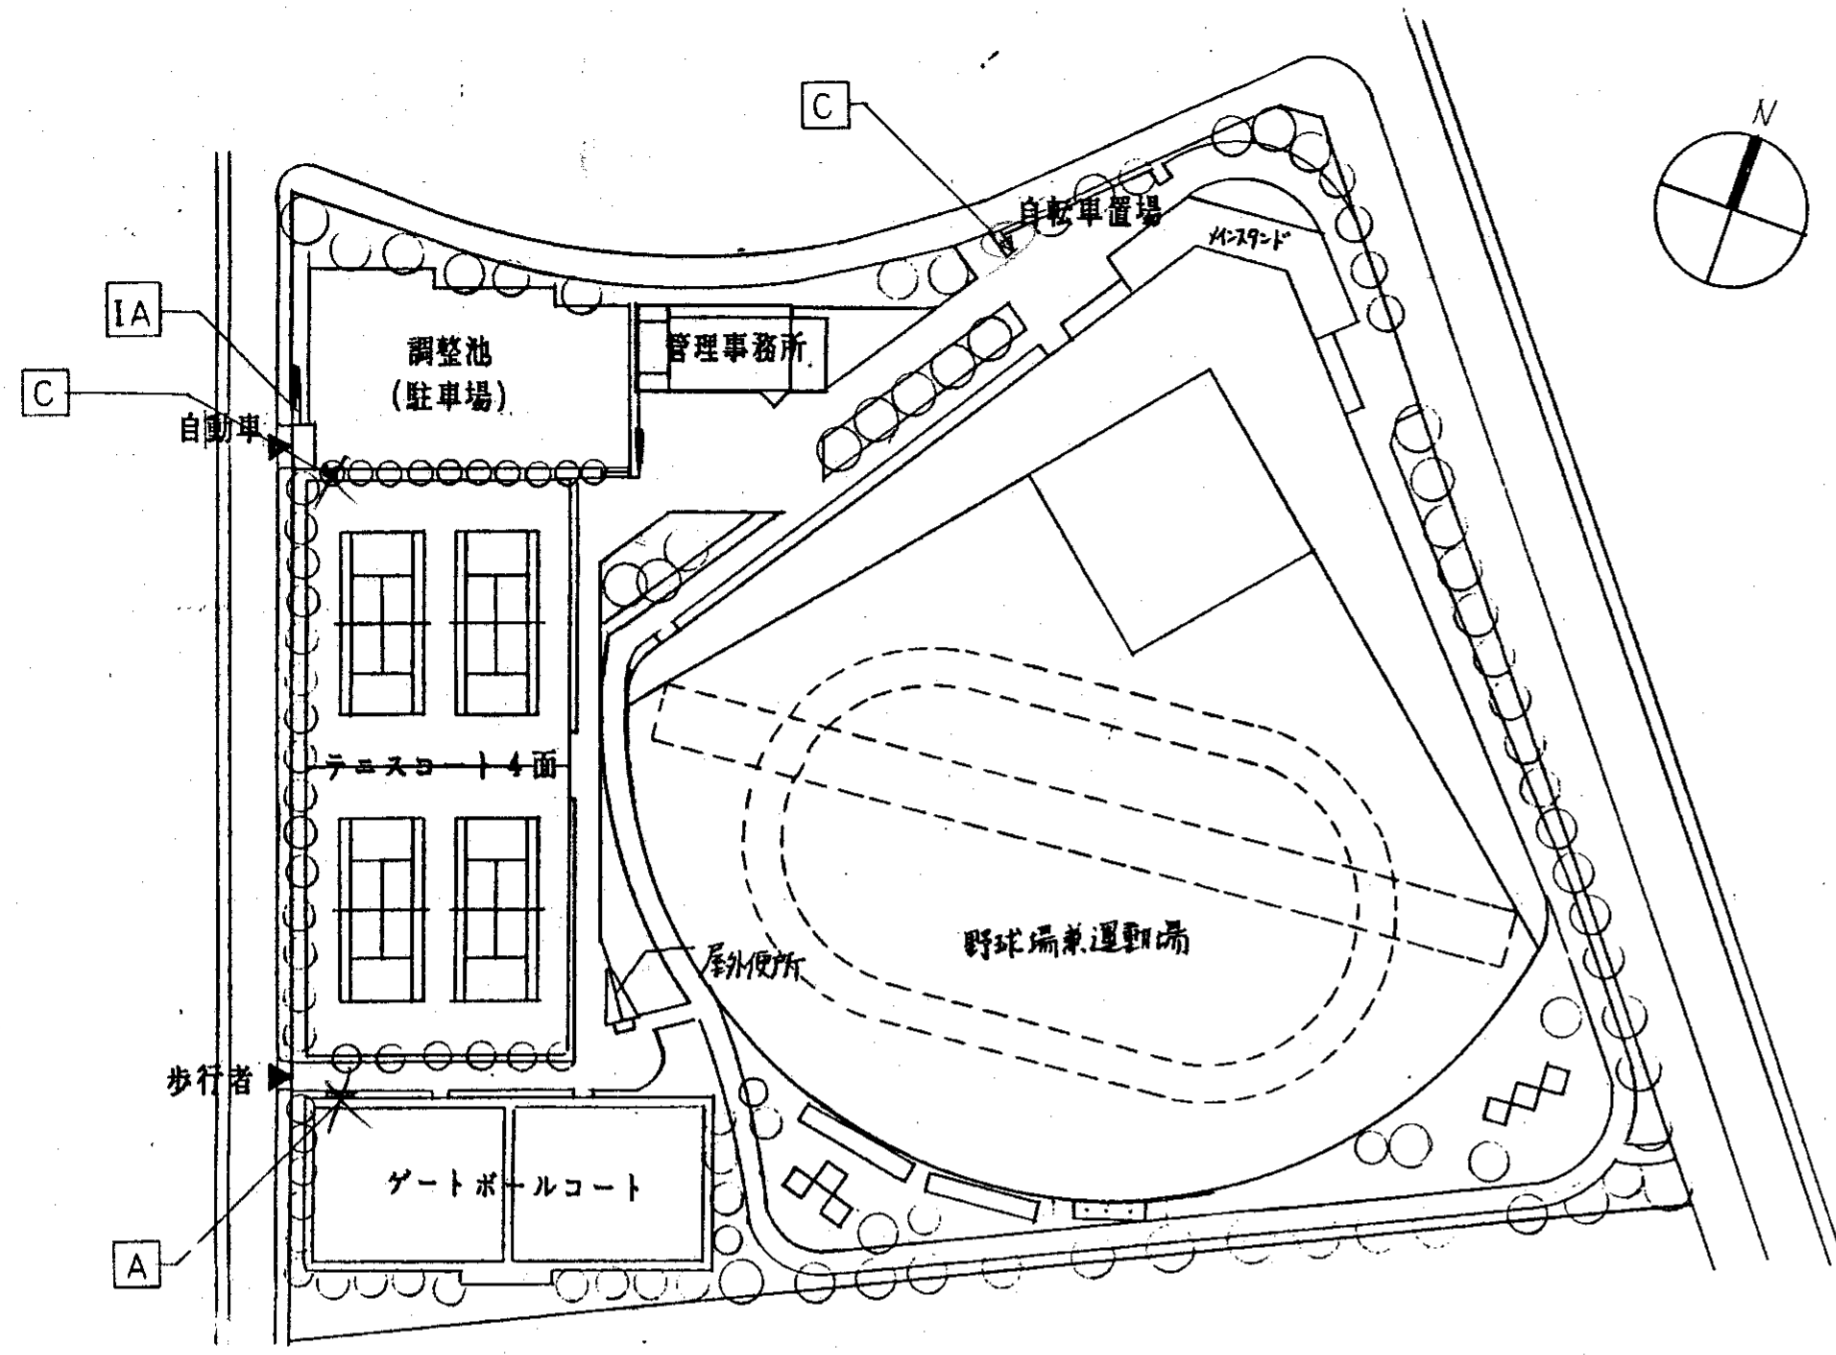 N
C
自転車置場
メインスタンド
IA
調整池
(駐車場)
管理事務所
C
自動車
テニスコート4面
野球場兼運動場
屋外便所
歩行者
ゲートボールコート
A